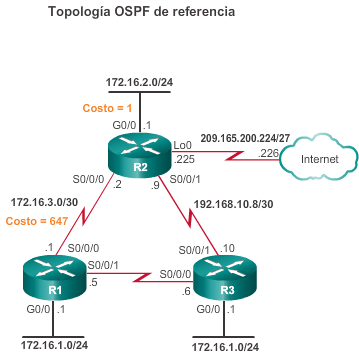 Topología OSPF de referencia
172.16.2.0/24
Costo = 1
G0/0 .1
209.165.200.224/27
Lo0
.225
.226
Internet
R2
S0/0/0
.2
.9
S0/0/1
172.16.3.0/30
192.168.10.8/30
Costo = 647
.1
S0/0/0
S0/0/1
.10
S0/0/1
.5
S0/0/0
.6
R1
R3
G0/0 .1
G0/0 .1
172.16.1.0/24
172.16.1.0/24